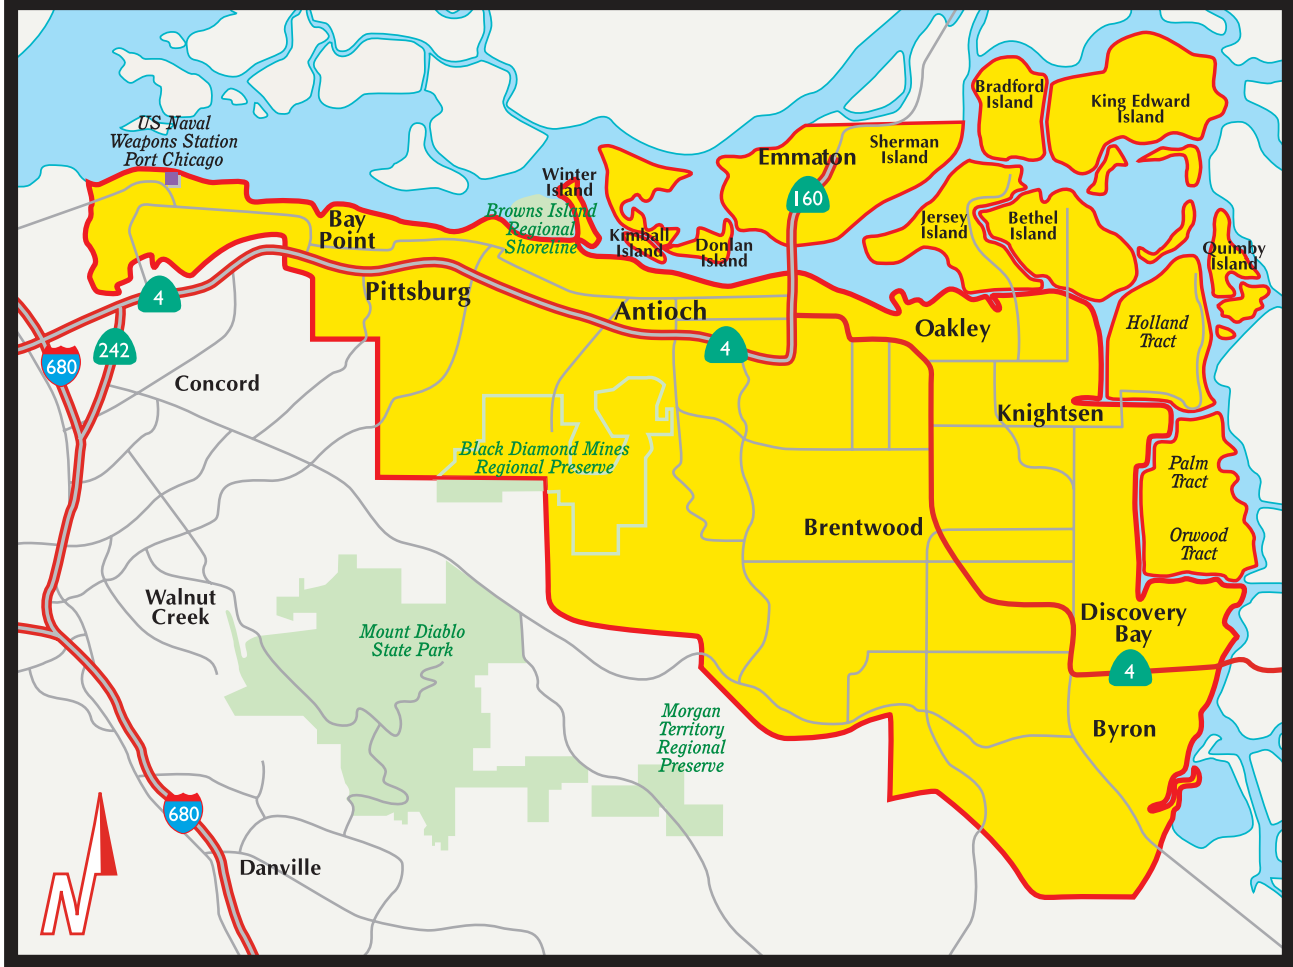 Bradford
Island
King Edward
Island
US Naval
Weapons Station
Port Chicago
Emmaton
Sherman
Island
160
Winter
Island
Browns Island
Regional
Shoreline
Bay
Point
Kimball
Island
Donlan
Island
Jersey
Island
Bethel
Island
Quimby
Island
4
Pittsburg
Antioch
Oakley
Holland
Tract
242
4
680
Concord
Knightsen
Black Diamond Mines
Regional Preserve
Palm
Tract
Brentwood
Orwood
Tract
Walnut
Creek
Discovery
Bay
Mount Diablo
State Park
4
Morgan
Territory
Regional
Preserve
Byron
680
Danville
N